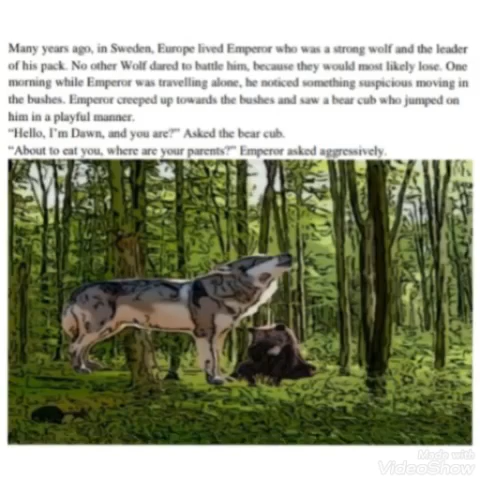 Many years ago, in Sweden, Europe lived Emperor who was a strong wolf and the leader
of his pack. No other Wolf dared to battle him, because they would most likely lose. One
morning while Emperor was travelling alone, he noticed something suspicious moving in
the bushes. Emperor creeped up towards the bushes and saw a bear cub who jumped on
him in a playful manner.
"Hello, I'm Dawn, and you are?" Asked the bear cub.
"About to eat you, where are your parents?" Emperor asked aggressively.
Made with
VideoShow